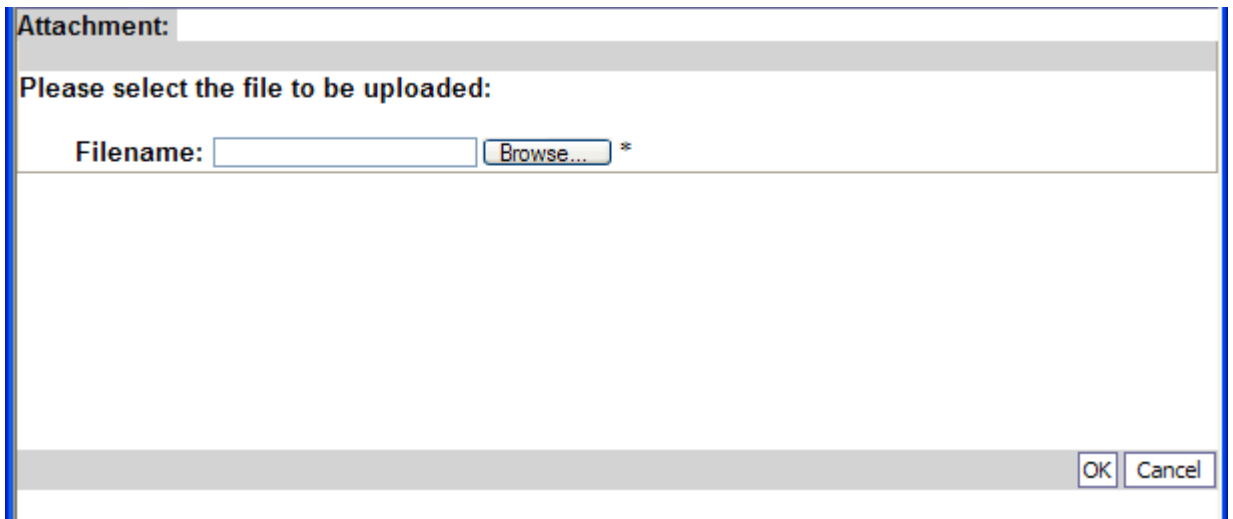 Attachment:
Please select the file to be uploaded:
Filename: Browse... *
OK Cancel